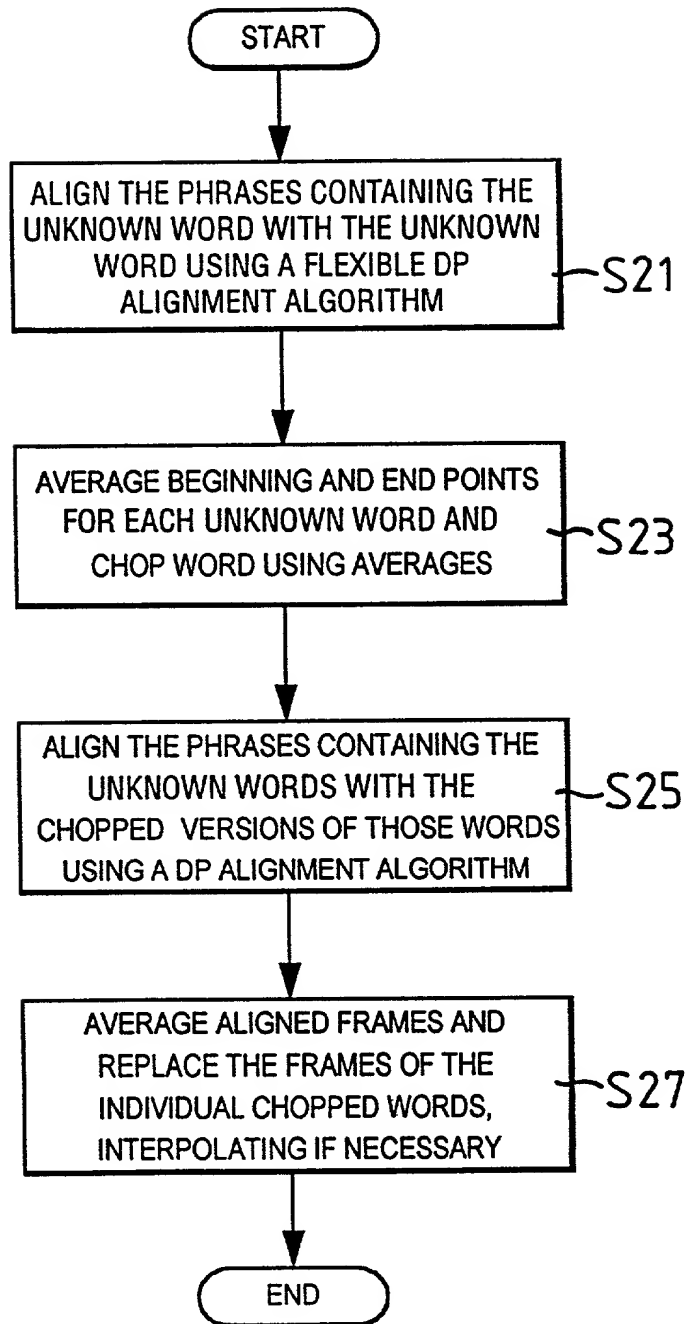 START
ALIGN THE PHRASES CONTAINING THE
UNKNOWN WORD WITH THE UNKNOWN
WORD USING A FLEXIBLE DP
ALIGNMENT ALGORITHM
S21
AVERAGE BEGINNING AND END POINTS
FOR EACH UNKNOWN WORD AND
CHOP WORD USING AVERAGES
S23
ALIGN THE PHRASES CONTAINING THE
UNKNOWN WORDS WITH THE
CHOPPED VERSIONS OF THOSE WORDS
USING A DP ALIGNMENT ALGORITHM
S25
AVERAGE ALIGNED FRAMES AND
REPLACE THE FRAMES OF THE
INDIVIDUAL CHOPPED WORDS,
INTERPOLATING IF NECESSARY
S27
END